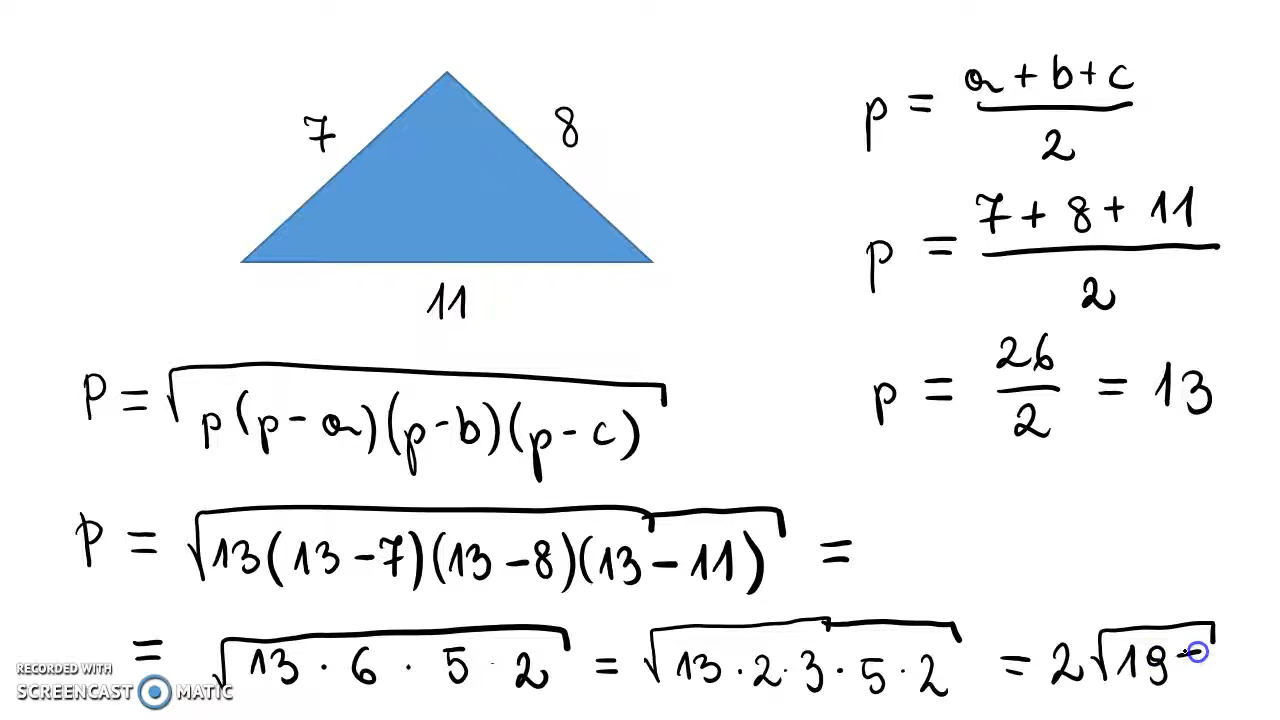 7
8
11
p = a + b + c / 2
p = 7 + 8 + 11 / 2
p = 26 / 2 = 13
P = √p(p - a)(p - b)(p - c)
P = √13(13 - 7)(13 - 8)(13 - 11) =
= √13 · 6 · 5 · 2 = √13 · 2 · 3 · 5 · 2 = 2√19
RECORDED WITH
SCREENCAST MATIC